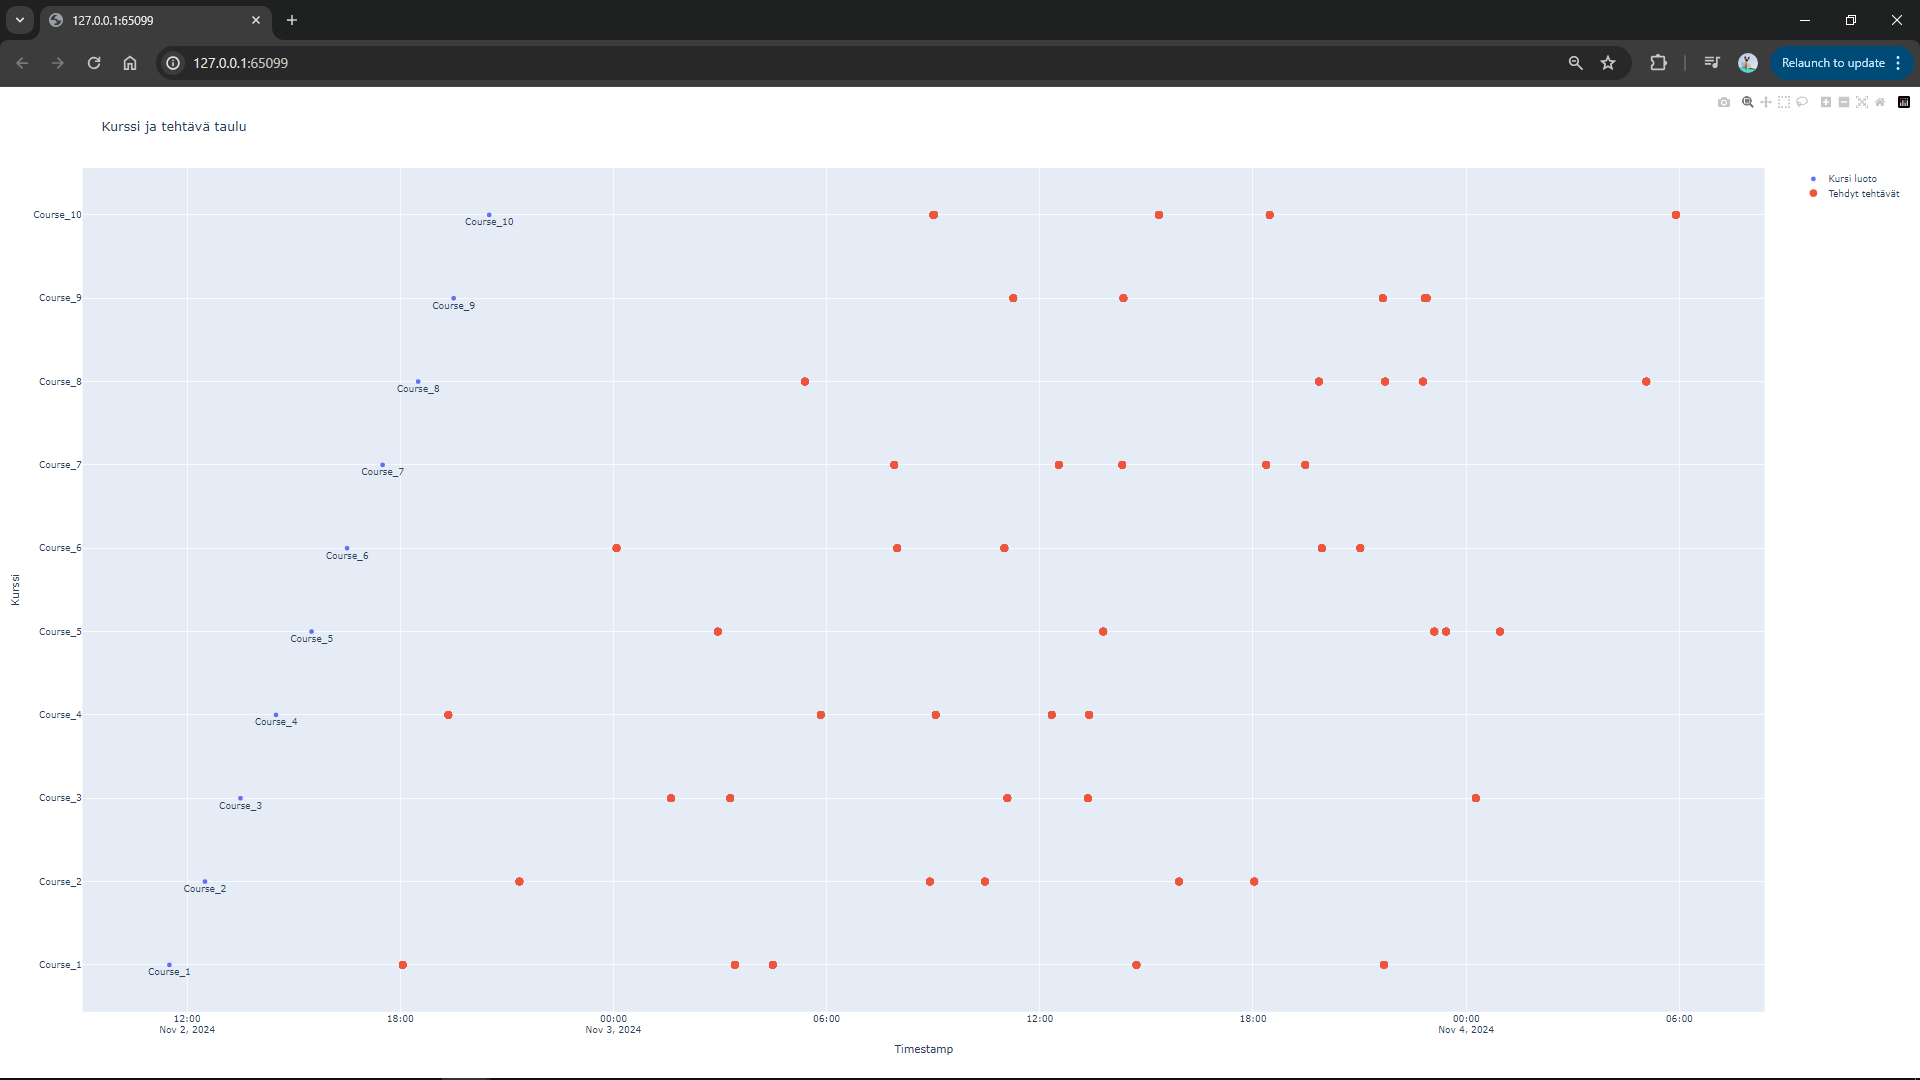 127.0.0.1:65099
127.0.0.1:65099
Relaunch to update
Kurssi ja tehtävä taulu
Kursi luoto
Tehdyt tehtävät
Course_10
Course_10
Course_9
Course_9
Course_8
Course_8
Course_7
Course_7
Course_6
Course_6
Kurssi
Course_5
Course_5
Course_4
Course_4
Course_3
Course_3
Course_2
Course_2
Course_1
Course_1
12:00 18:00 00:00 06:00 12:00 18:00 00:00 06:00
Nov 2, 2024 Nov 3, 2024 Nov 4, 2024
Timestamp